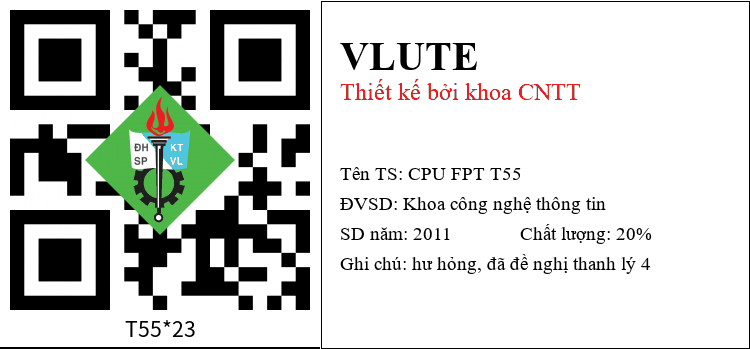 ĐH KT
SP VL
T55*23
VLUTE
Thiết kế bởi khoa CNTT
Tên TS: CPU FPT T55
ĐVSD: Khoa công nghệ thông tin
SD năm: 2011 Chất lượng: 20%
Ghi chú: hư hỏng, đã đề nghị thanh lý 4